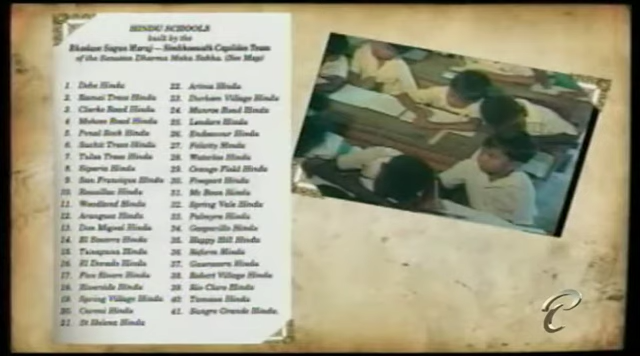 HINDU SCHOOLS
built by the
Bhadase Sagan Maraj — Simbhoonath Capildeo Team
of the Sanatan Dharma Maha Sabha. (See Map)
1. Debe Hindu
2. Ramai Trace Hindu
3. Clarke Road Hindu
4. Mohess Road Hindu
5. Penal Rock Hindu
6. Suchit Trace Hindu
7. Tulsa Trace Hindu
8. Siparia Hindu
9. San Francique Hindu
10. Rousillac Hindu
11. Woodland Hindu
12. Aranguez Hindu
13. Don Miguel Hindu
14. El Socorro Hindu
15. Tunapuna Hindu
16. El Dorado Hindu
17. Five Rivers Hindu
18. Riverside Hindu
19. Spring Village Hindu
20. Caroni Hindu
21. St Helena Hindu
22. Arima Hindu
23. Durham Village Hindu
24. Munroe Road Hindu
25. Lendore Hindu
26. Endeavour Hindu
27. Felicity Hindu
28. Waterloo Hindu
29. Orange Field Hindu
30. Freeport Hindu
31. Mc Bean Hindu
32. Spring Vale Hindu
33. Palmyra Hindu
34. Gasparillo Hindu
35. Happy Hill Hindu
36. Reform Hindu
37. Guaracara Hindu
38. Robert Village Hindu
39. Rio Claro Hindu
40. Tamana Hindu
41. Sangre Grande Hindu.